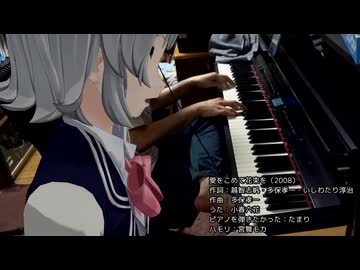 愛をこめて花束を（2008）
作詞：越智志帆・多保孝一・いしわたり淳治
作曲：多保孝一
うた：小春六花
ピアノを弾きたかった：たまり
ハモリ：宮舞モカ